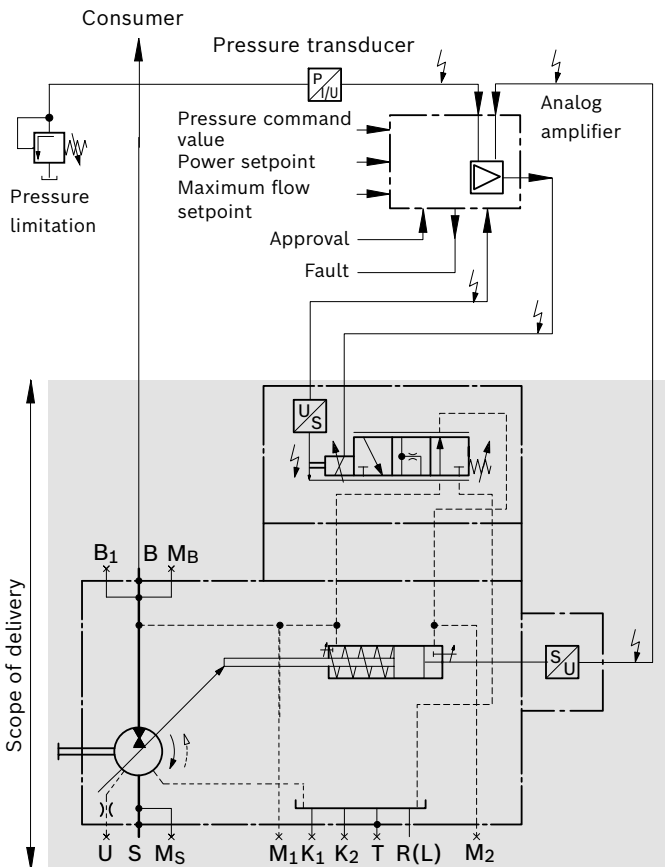 Consumer
Pressure transducer
P
I/U
Pressure command
value
Power setpoint
Maximum flow
setpoint
Analog
amplifier
Pressure
limitation
Approval
Fault
U
S
Scope of delivery
B1 B MB
S
U
U S MS M1 K1 K2 T R(L) M2